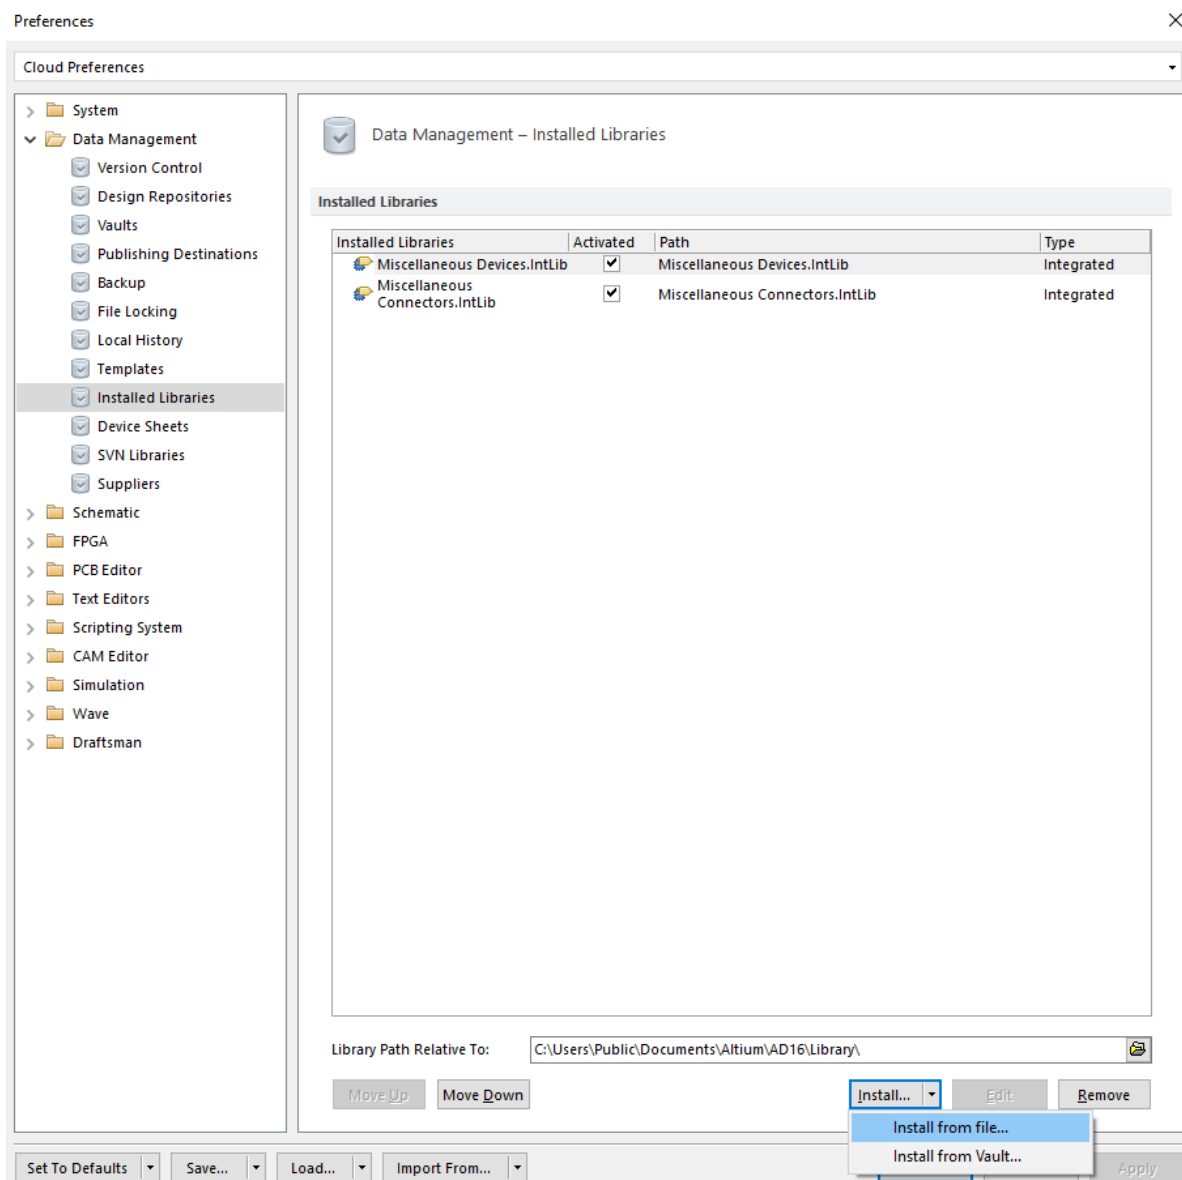 Preferences
Cloud Preferences
System
Data Management
Version Control
Design Repositories
Vaults
Publishing Destinations
Backup
File Locking
Local History
Templates
Installed Libraries
Device Sheets
SVN Libraries
Suppliers
Schematic
FPGA
PCB Editor
Text Editors
Scripting System
CAM Editor
Simulation
Wave
Draftsman
Data Management – Installed Libraries
Installed Libraries
Installed Libraries Activated Path Type
Miscellaneous Devices.IntLib Miscellaneous Devices.IntLib Integrated
Miscellaneous
Connectors.IntLib Miscellaneous Connectors.IntLib Integrated
Library Path Relative To: C:\Users\Public\Documents\Altium\AD16\Library\
Move Up Move Down Install... Edit Remove
Install from file...
Install from Vault...
Set To Defaults Save... Load... Import From... Apply